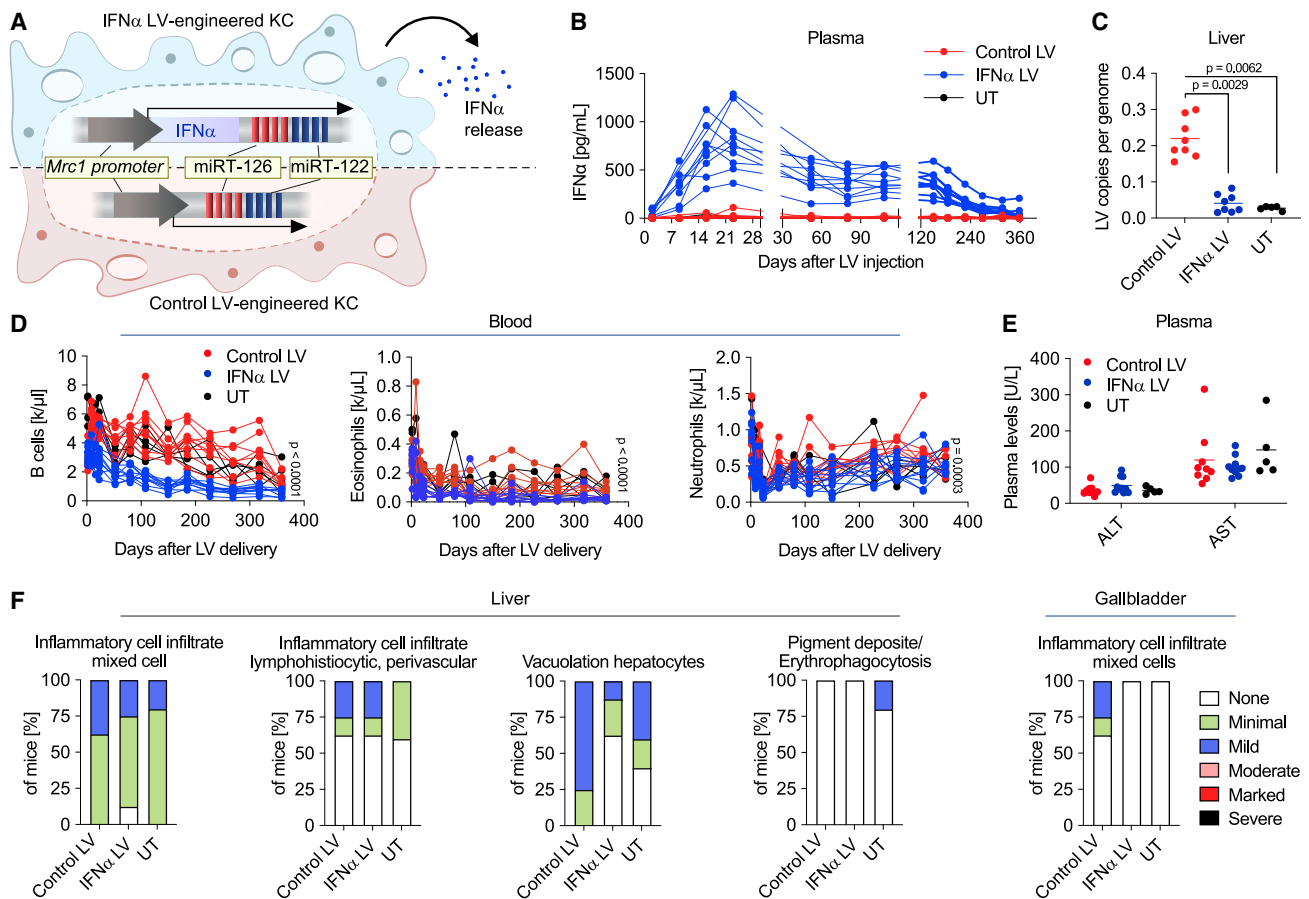 A
IFNα LV-engineered KC
IFNα
release
IFNα
Mrc1 promoter
miRT-126
miRT-122
Control LV-engineered KC
B
Plasma
Control LV
IFNα LV
UT
IFNα [pg/mL]
1500
1000
500
0
0 7 14 21 28 30 60 90 120 180 240 300 360
Days after LV injection
C
Liver
p = 0.0062
p = 0.0029
LV copies per genome
0.4
0.3
0.2
0.1
0.0
Control LV
IFNα LV
UT
D
Blood
B cells [k/µl]
10
8
6
4
2
0
0 100 200 300 400
Days after LV delivery
Control LV
IFNα LV
UT
p < 0.0001
Eosinophils [k/µL]
1.0
0.8
0.6
0.4
0.2
0.0
0 100 200 300 400
Days after LV delivery
p < 0.0001
Neutrophils [k/µL]
2.0
1.5
1.0
0.5
0.0
0 100 200 300 400
Days after LV delivery
p = 0.0003
E
Plasma
Plasma levels [U/L]
400
300
200
100
0
Control LV
IFNα LV
UT
ALT
AST
F
Liver
Inflammatory cell infiltrate
mixed cell
of mice [%]
100
75
50
25
0
Control LV
IFNα LV
UT
Inflammatory cell infiltrate
lymphohistiocytic, perivascular
of mice [%]
100
75
50
25
0
Control LV
IFNα LV
UT
Vacuolation hepatocytes
of mice [%]
100
75
50
25
0
Control LV
IFNα LV
UT
Pigment deposite/
Erythrophagocytosis
of mice [%]
100
75
50
25
0
Control LV
IFNα LV
UT
Gallbladder
Inflammatory cell infiltrate
mixed cells
of mice [%]
100
75
50
25
0
Control LV
IFNα LV
UT
None
Minimal
Mild
Moderate
Marked
Severe